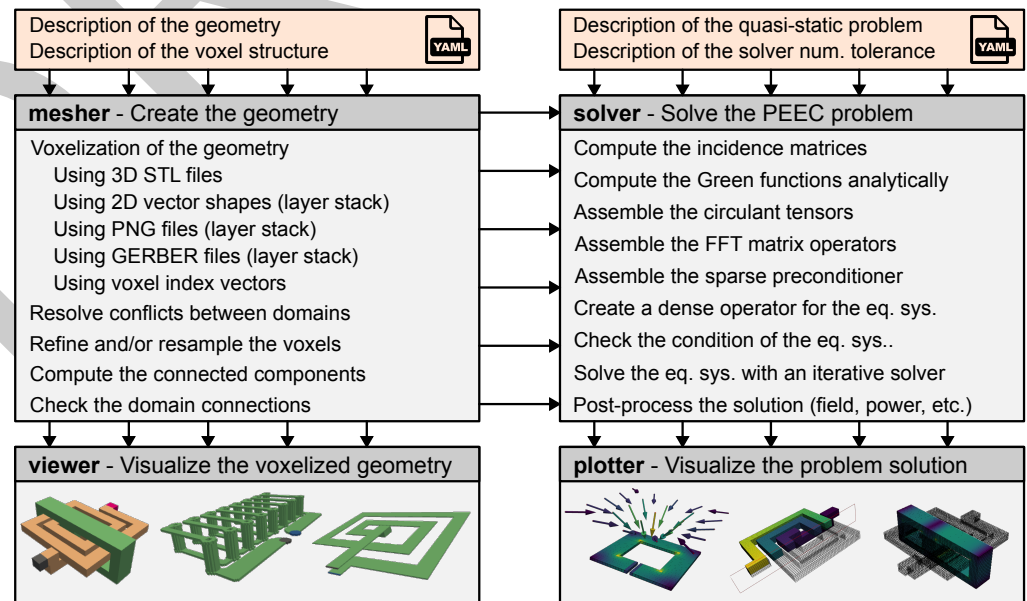 Description of the geometry
Description of the voxel structure
YAML
mesher - Create the geometry
Voxelization of the geometry
Using 3D STL files
Using 2D vector shapes (layer stack)
Using PNG files (layer stack)
Using GERBER files (layer stack)
Using voxel index vectors
Resolve conflicts between domains
Refine and/or resample the voxels
Compute the connected components
Check the domain connections
viewer - Visualize the voxelized geometry
Description of the quasi-static problem
Description of the solver num. tolerance
YAML
solver - Solve the PEEC problem
Compute the incidence matrices
Compute the Green functions analytically
Assemble the circulant tensors
Assemble the FFT matrix operators
Assemble the sparse preconditioner
Create a dense operator for the eq. sys.
Check the condition of the eq. sys..
Solve the eq. sys. with an iterative solver
Post-process the solution (field, power, etc.)
plotter - Visualize the problem solution